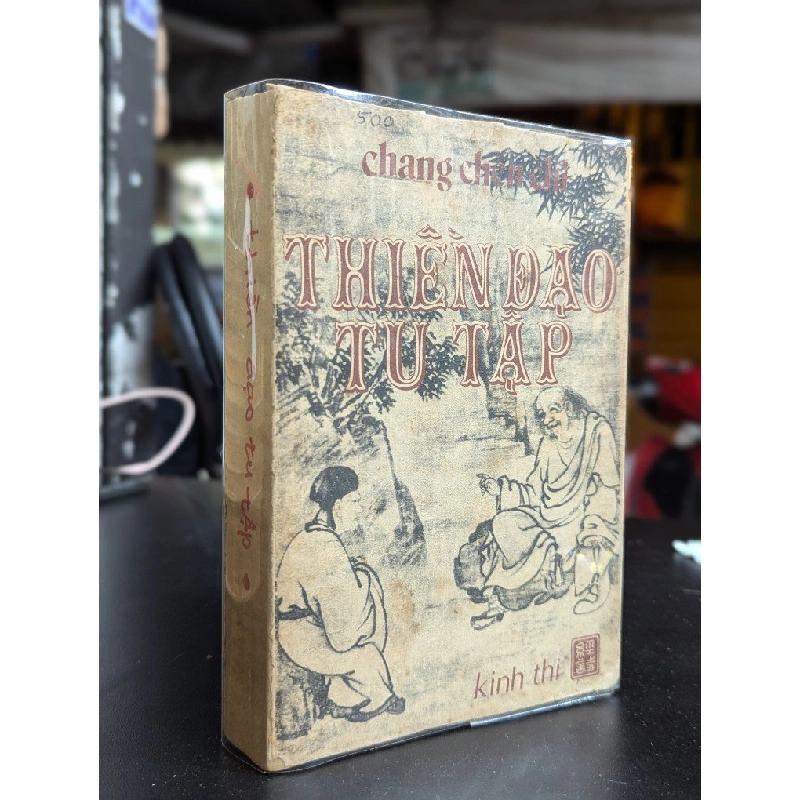 500
chang chen chi
THIỀN ĐẠO
TU TẬP
kinh thi
• thiền đạo tu-tập •